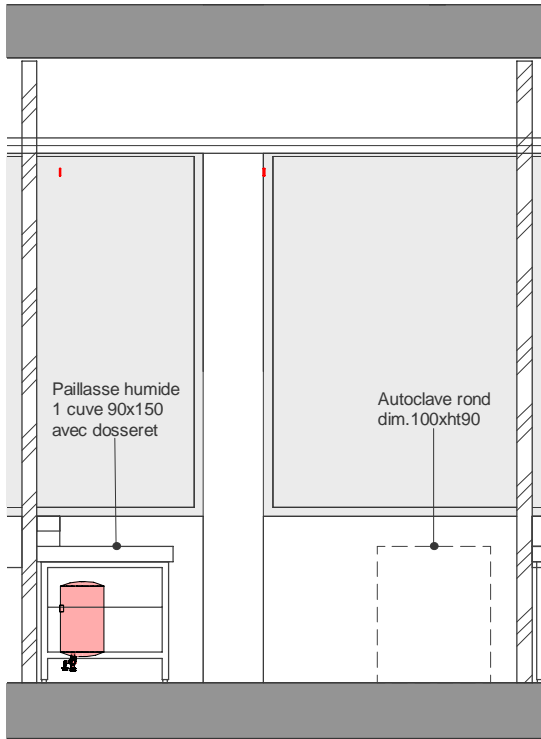 Paillasse humide
1 cuve 90x150
avec dosseret
Autoclave rond
dim.100xht90